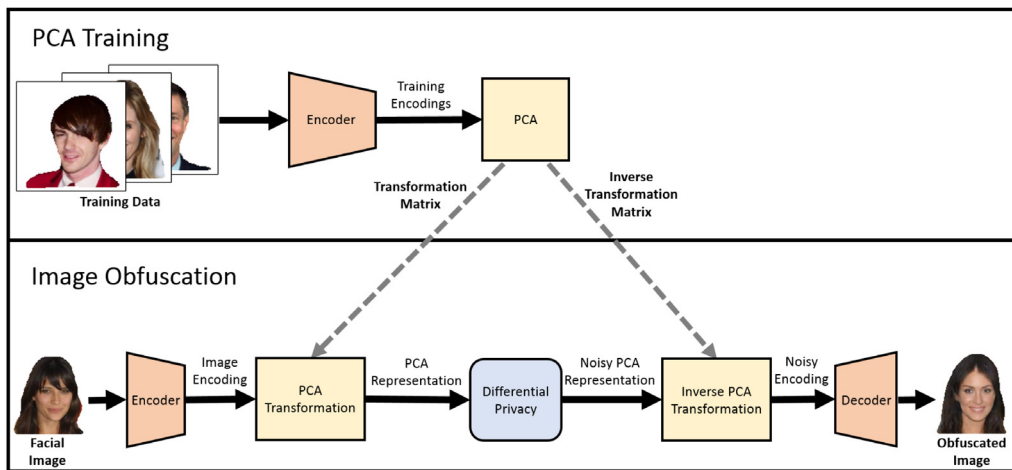 PCA Training
Training
Encodings
Encoder
PCA
Training Data
Transformation
Matrix
Inverse
Transformation
Matrix
Image Obfuscation
Facial
Image
Encoder
Image
Encoding
PCA
Transformation
PCA
Representation
Differential
Privacy
Noisy PCA
Representation
Inverse PCA
Transformation
Noisy
Encoding
Decoder
Obfuscated
Image